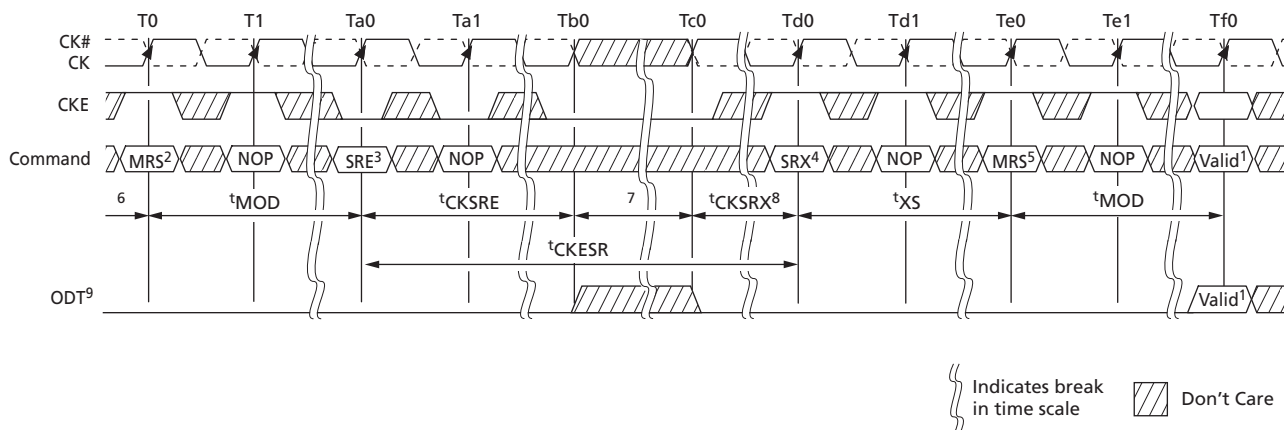 T0 T1 Ta0 Ta1 Tb0 Tc0 Td0 Td1 Te0 Te1 Tf0
CK#
CK
CKE
Command MRS² NOP SRE³ NOP SRX⁴ NOP MRS⁵ NOP Valid¹
6 tMOD tCKSRE 7 tCKSRX⁸ tXS tMOD
tCKESR
ODT⁹ Valid¹
Indicates break
in time scale
Don't Care